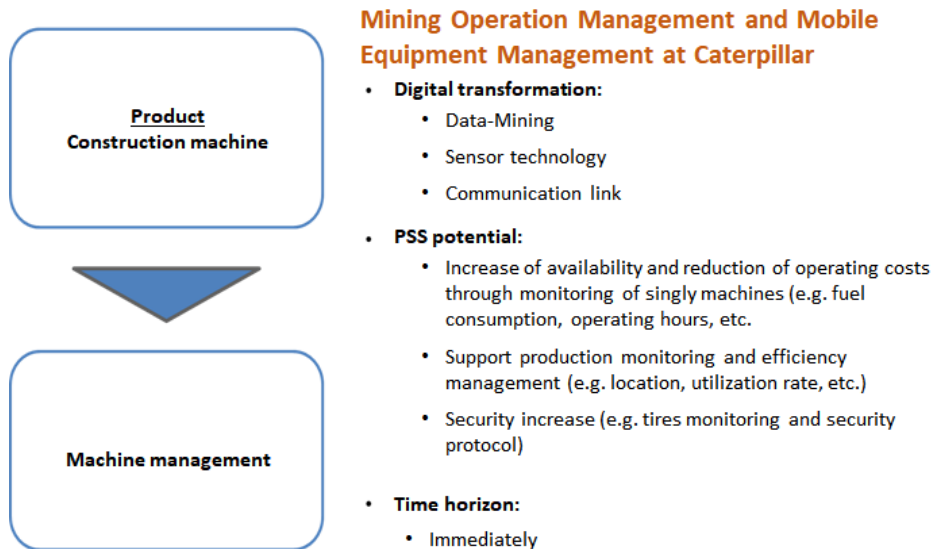 Product
Construction machine
Machine management
Mining Operation Management and Mobile
Equipment Management at Caterpillar
• Digital transformation:
• Data-Mining
• Sensor technology
• Communication link
• PSS potential:
• Increase of availability and reduction of operating costs
through monitoring of singly machines (e.g. fuel
consumption, operating hours, etc.
• Support production monitoring and efficiency
management (e.g. location, utilization rate, etc.)
• Security increase (e.g. tires monitoring and security
protocol)
• Time horizon:
• Immediately